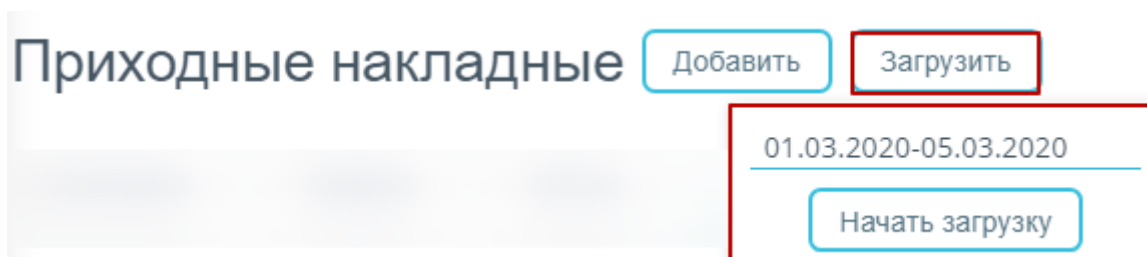 Приходные накладные Добавить Загрузить
01.03.2020-05.03.2020
Начать загрузку